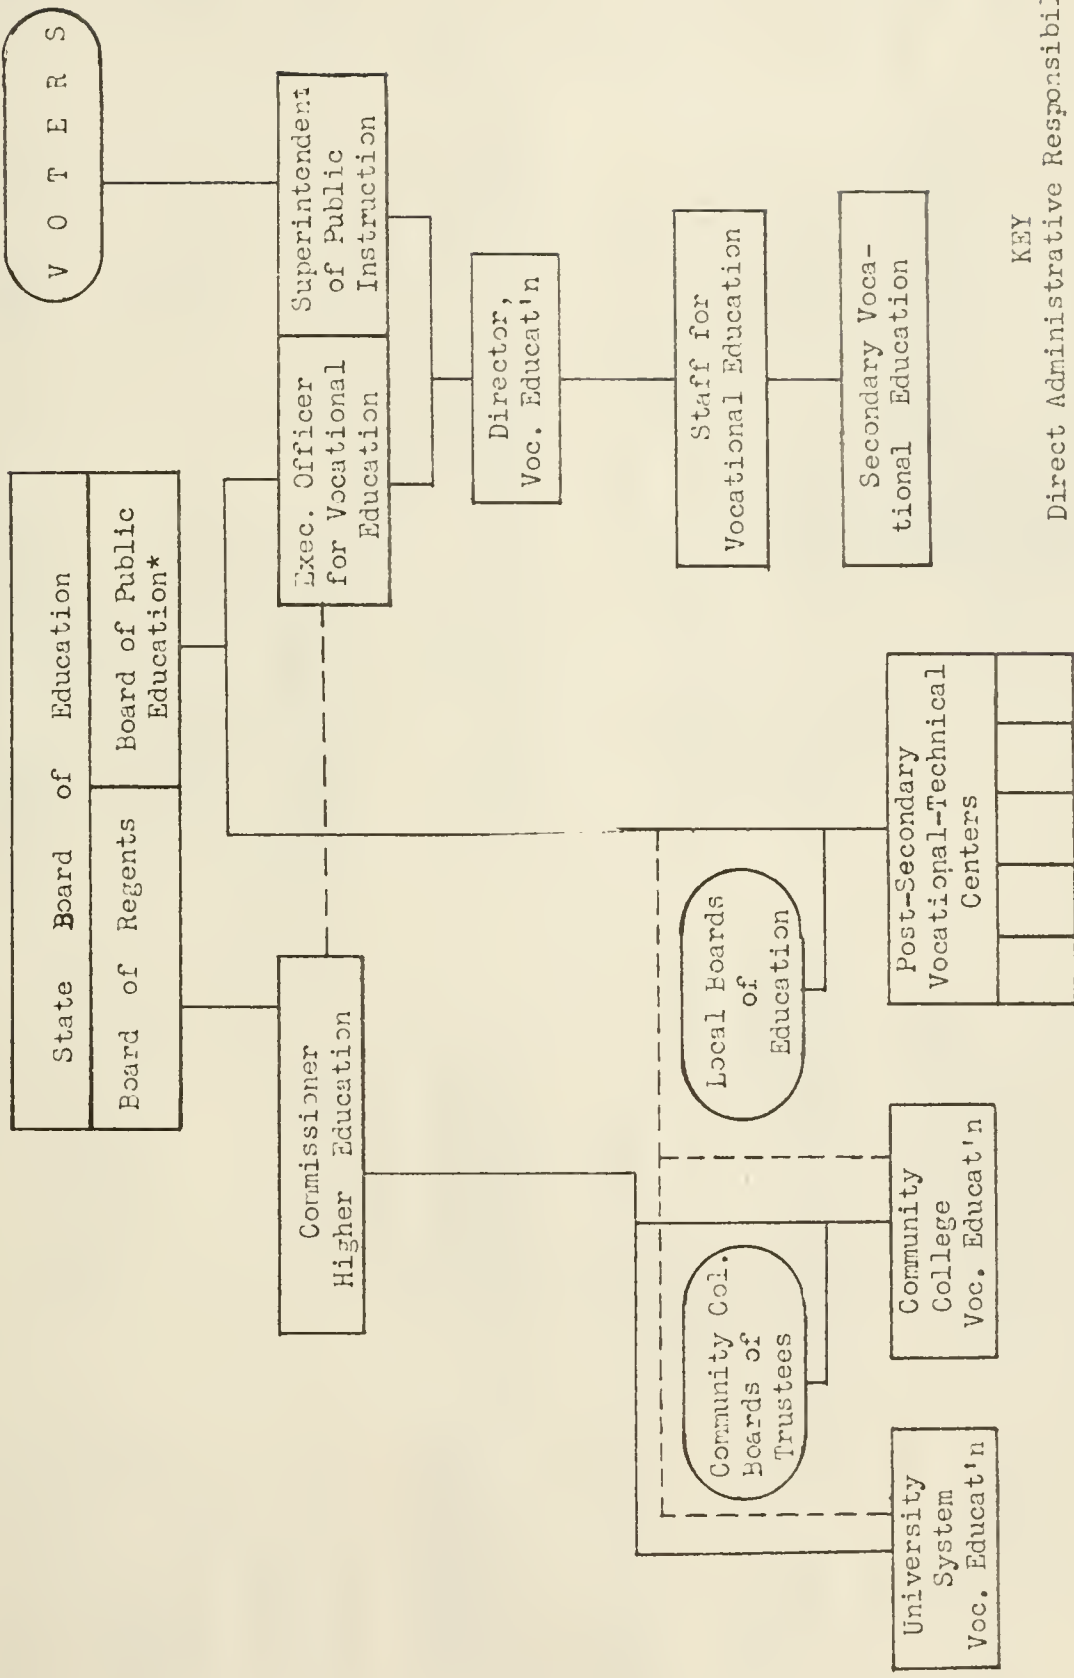 V O T E R S
State Board of Education
Board of Regents
Board of Public
Education*
Commissioner
Higher Education
Exec. Officer
for Vocational
Education
Superintendent
of Public
Instruction
Director,
Voc. Educat'n
Staff for
Vocational Education
Secondary Voca-
tional Education
Community Col.
Boards of
Trustees
Local Boards
of
Education
University
System
Voc. Educat'n
Community
College
Voc. Educat'n
Post-Secondary
Vocational-Technical
Centers
KEY
Direct Administrative Responsibil